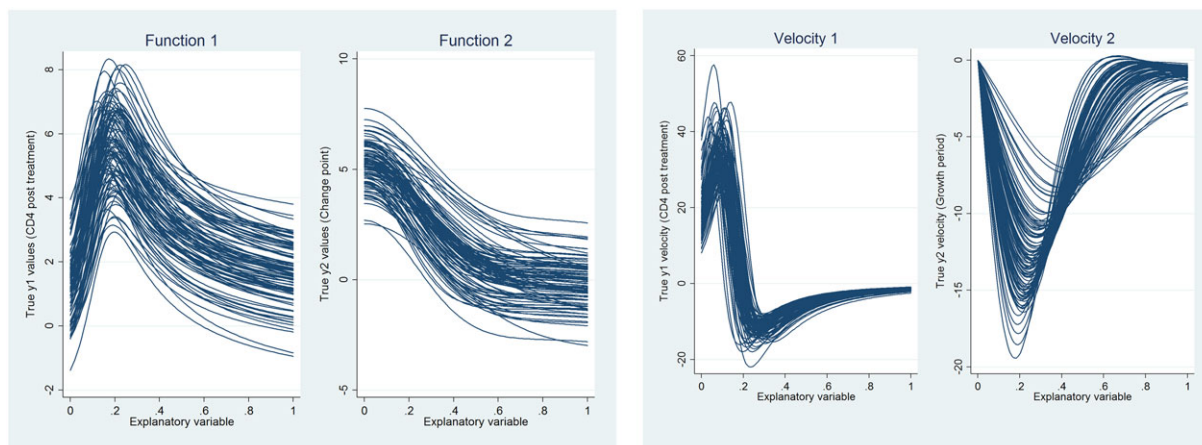 Function 1
True y1 values (CD4 post treatment)
8
6
4
2
0
-2
0 .2 .4 .6 .8 1
Explanatory variable
Function 2
True y2 values (Change point)
10
5
0
-5
0 .2 .4 .6 .8 1
Explanatory variable
Velocity 1
True y1 velocity (CD4 post treatment)
60
40
20
0
-20
0 .2 .4 .6 .8 1
Explanatory variable
Velocity 2
True y2 velocity (Growth period)
0
-5
-10
-15
-20
0 .2 .4 .6 .8 1
Explanatory variable